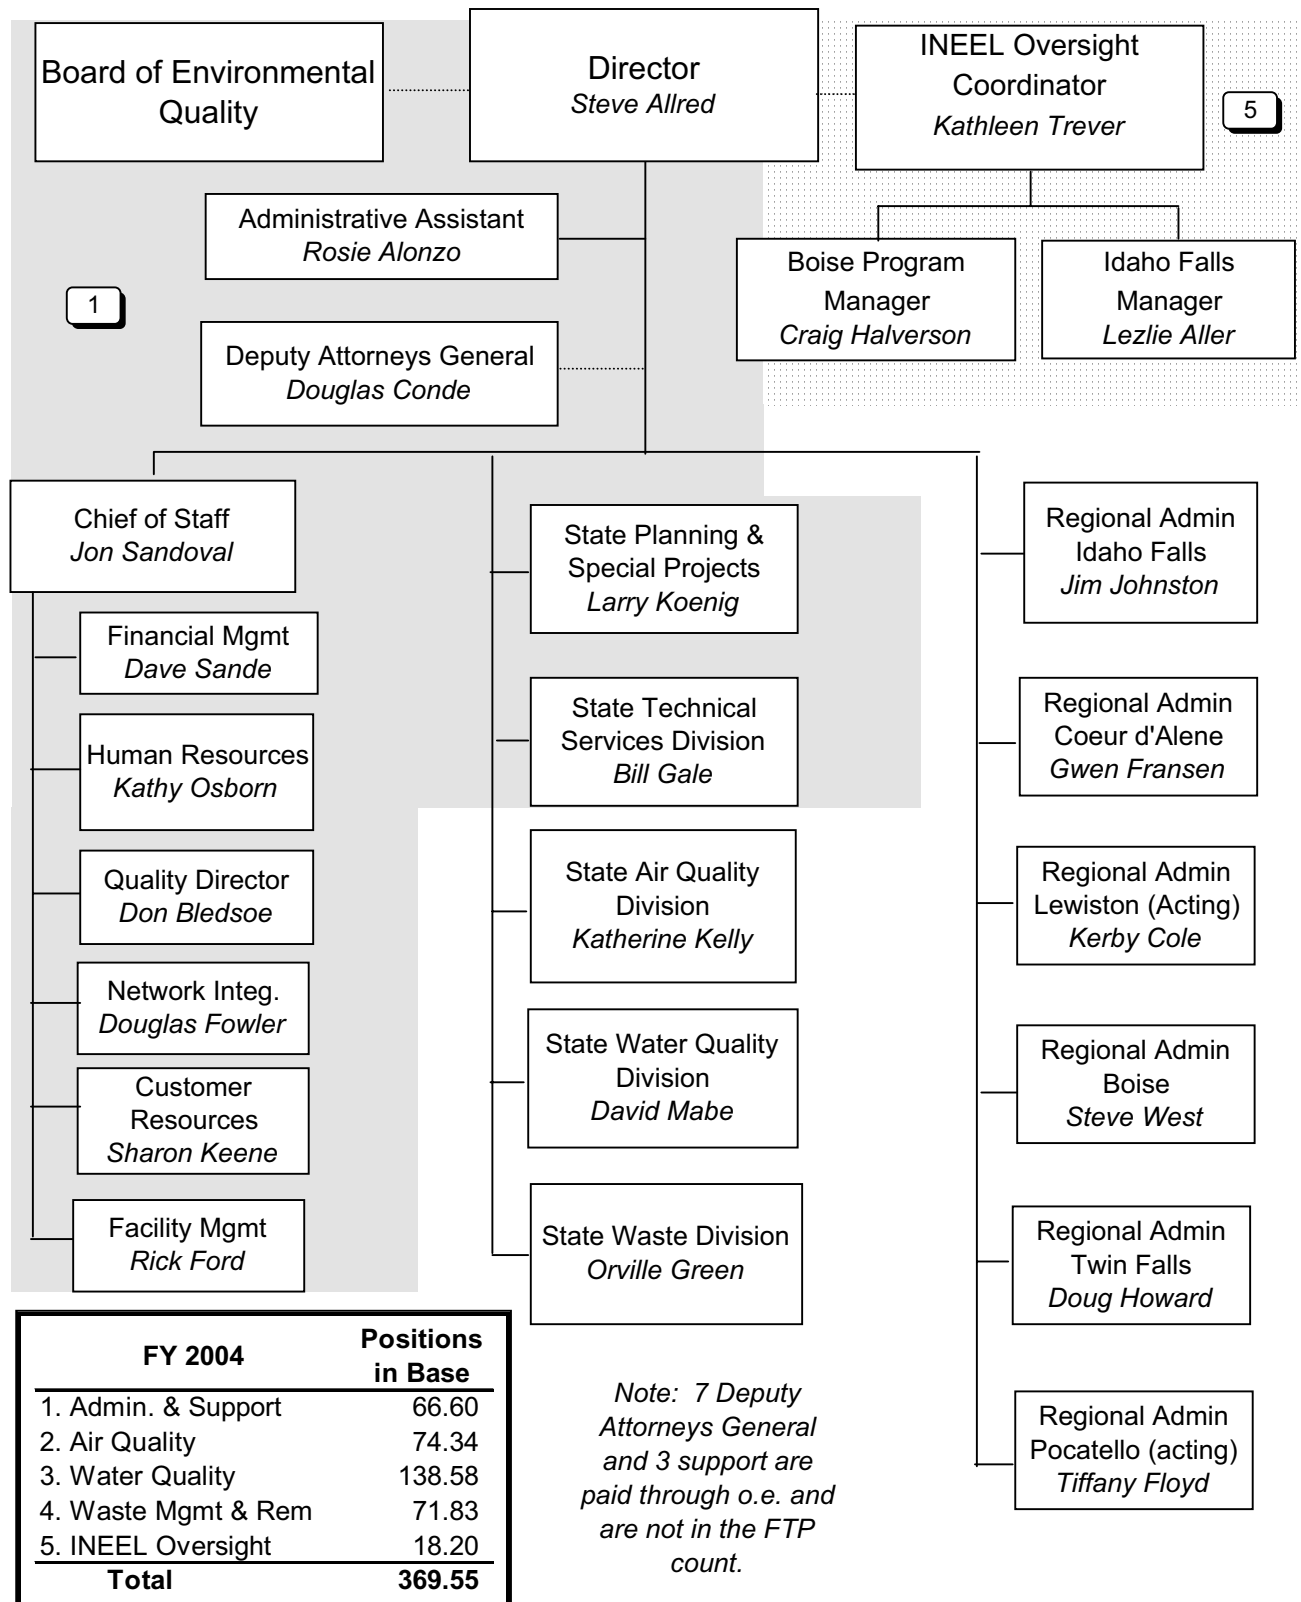 Board of Environmental
Quality
Director
Steve Allred
INEEL Oversight
Coordinator
Kathleen Trever
5
Administrative Assistant
Rosie Alonzo
Boise Program
Manager
Craig Halverson
Idaho Falls
Manager
Lezlie Aller
1
Deputy Attorneys General
Douglas Conde
Chief of Staff
Jon Sandoval
Financial Mgmt
Dave Sande
Human Resources
Kathy Osborn
Quality Director
Don Bledsoe
Network Integ.
Douglas Fowler
Customer
Resources
Sharon Keene
Facility Mgmt
Rick Ford
State Planning &
Special Projects
Larry Koenig
State Technical
Services Division
Bill Gale
State Air Quality
Division
Katherine Kelly
State Water Quality
Division
David Mabe
State Waste Division
Orville Green
Regional Admin
Idaho Falls
Jim Johnston
Regional Admin
Coeur d'Alene
Gwen Fransen
Regional Admin
Lewiston (Acting)
Kerby Cole
Regional Admin
Boise
Steve West
Regional Admin
Twin Falls
Doug Howard
Regional Admin
Pocatello (acting)
Tiffany Floyd
FY 2004 Positions
in Base
1. Admin. & Support 66.60
2. Air Quality 74.34
3. Water Quality 138.58
4. Waste Mgmt & Rem 71.83
5. INEEL Oversight 18.20
Total 369.55
Note: 7 Deputy
Attorneys General
and 3 support are
paid through o.e. and
are not in the FTP
count.